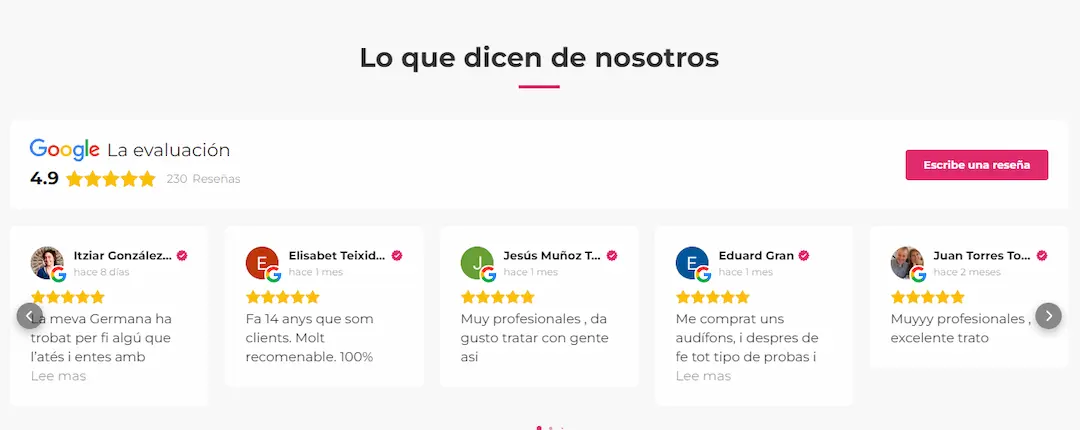 Lo que dicen de nosotros
Google La evaluación
4.9 230 Reseñas
Escribe una reseña
Itziar González...
hace 8 días
La meva Germana ha
trobat per fi algú que
l'atés i entes amb
Lee mas
E
Elisabet Teixid...
hace 1 mes
Fa 14 anys que som
clients. Molt
recomenable. 100%
J
Jesús Muñoz T...
hace 1 mes
Muy profesionales , da
gusto tratar con gente
asi
E
Eduard Gran
hace 1 mes
Me comprat uns
audífons, i despres de
fe tot tipo de probas i
Lee mas
Juan Torres To...
hace 2 meses
Muyyy profesionales ,
excelente trato